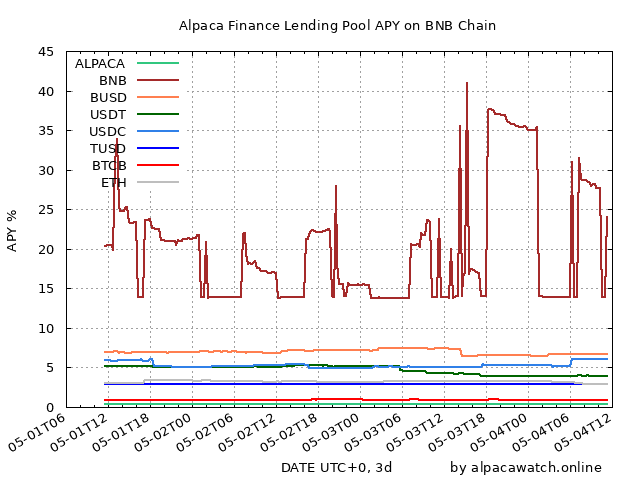 Alpaca Finance Lending Pool APY on BNB Chain
45
40
35
30
25
20
15
10
5
0
APY %
ALPACA
BNB
BUSD
USDT
USDC
TUSD
BTCB
ETH
05-01T06
05-01T12
05-01T18
05-02T00
05-02T06
05-02T12
05-02T18
05-03T00
05-03T06
05-03T12
05-03T18
05-04T00
05-04T06
05-04T12
DATE UTC+0, 3d
by alpacawatch.online